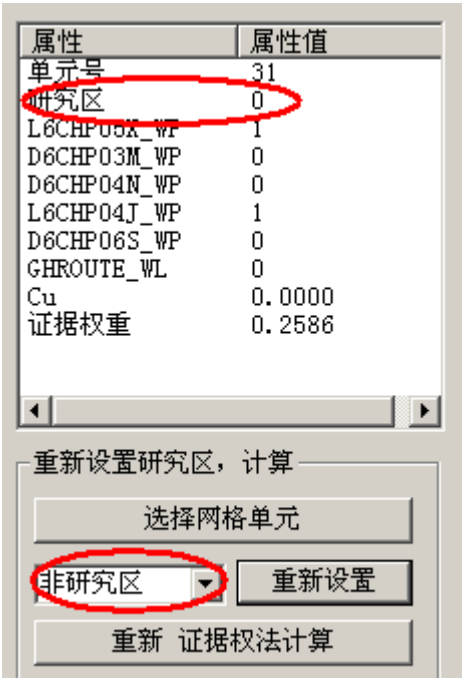 属性 属性值
单元号 31
研究区 0
L6CHP05X_WP 1
D6CHP03M_WP 0
D6CHP04N_WP 0
L6CHP04J_WP 1
D6CHP06S_WP 0
GHROUTE_WL 0
Cu 0.0000
证据权重 0.2586
重新设置研究区，计算
选择网格单元
非研究区 重新设置
重新 证据权法计算